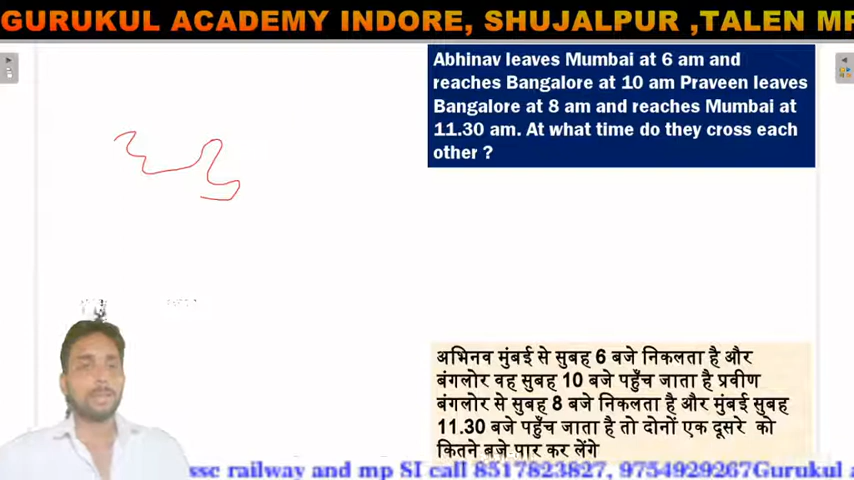 GURUKUL ACADEMY INDORE, SHUJALPUR ,TALEN MP
Abhinav leaves Mumbai at 6 am and
reaches Bangalore at 10 am Praveen leaves
Bangalore at 8 am and reaches Mumbai at
11.30 am. At what time do they cross each
other ?
अभिनव मुंबई से सुबह 6 बजे निकलता है और
बंगलोर वह सुबह 10 बजे पहुँच जाता है प्रवीण
बंगलोर से सुबह 8 बजे निकलता है और मुंबई सुबह
11.30 बजे पहुँच जाता है तो दोनों एक दूसरे को
कितने बजे पार कर लेंगे
ssc railway and mp SI call 8517823827, 9754929267Gurukul a